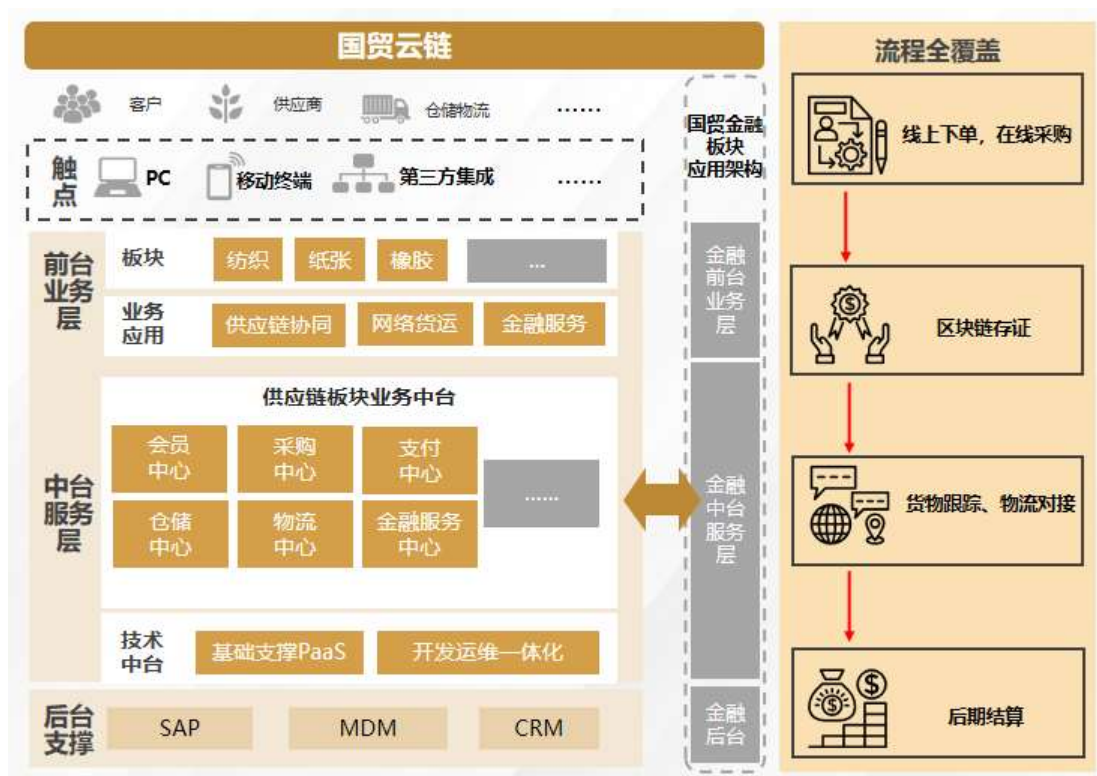 国贸云链
客户
供应商
仓储物流
……
触
点
PC
移动终端
第三方集成
……
前台
业务
层
板块
纺织
纸张
橡胶
...
业务
应用
供应链协同
网络货运
金融服务
中台
服务
层
供应链板块业务中台
会员
中心
采购
中心
支付
中心
……
仓储
中心
物流
中心
金融服务
中心
技术
中台
基础支撑PaaS
开发运维一体化
后台
支撑
SAP
MDM
CRM
国贸金融
板块
应用架构
金融
前台
业务
层
金融
中台
服务
层
金融
后台
流程全覆盖
线上下单，在线采购
区块链存证
货物跟踪、物流对接
后期结算